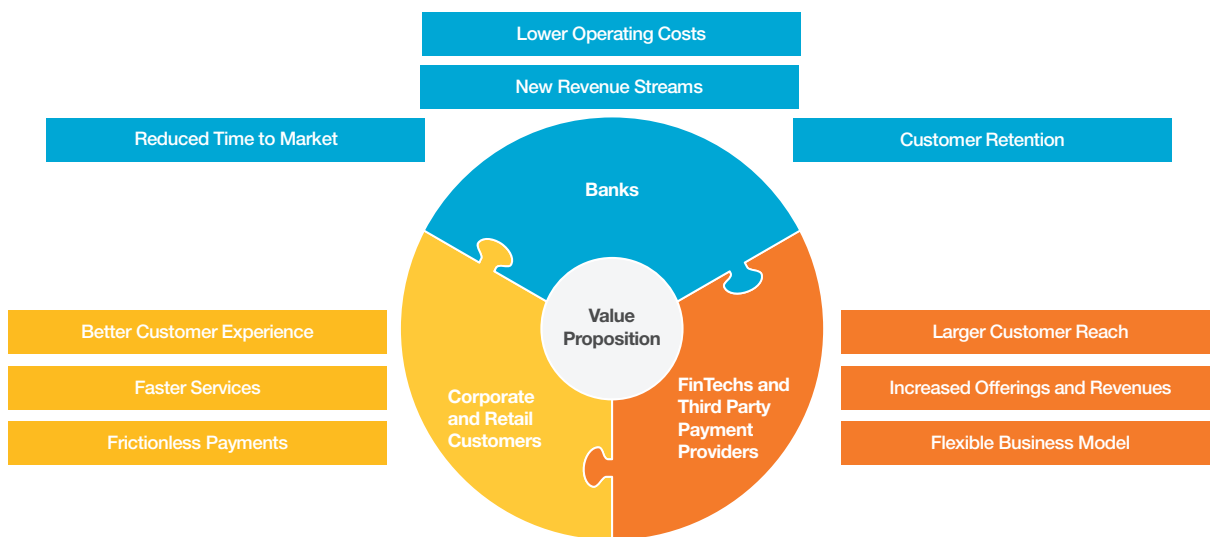 Lower Operating Costs
New Revenue Streams
Reduced Time to Market
Customer Retention
Banks
Value
Proposition
Better Customer Experience
Faster Services
Frictionless Payments
Corporate
and Retail
Customers
FinTechs and
Third Party
Payment
Providers
Larger Customer Reach
Increased Offerings and Revenues
Flexible Business Model